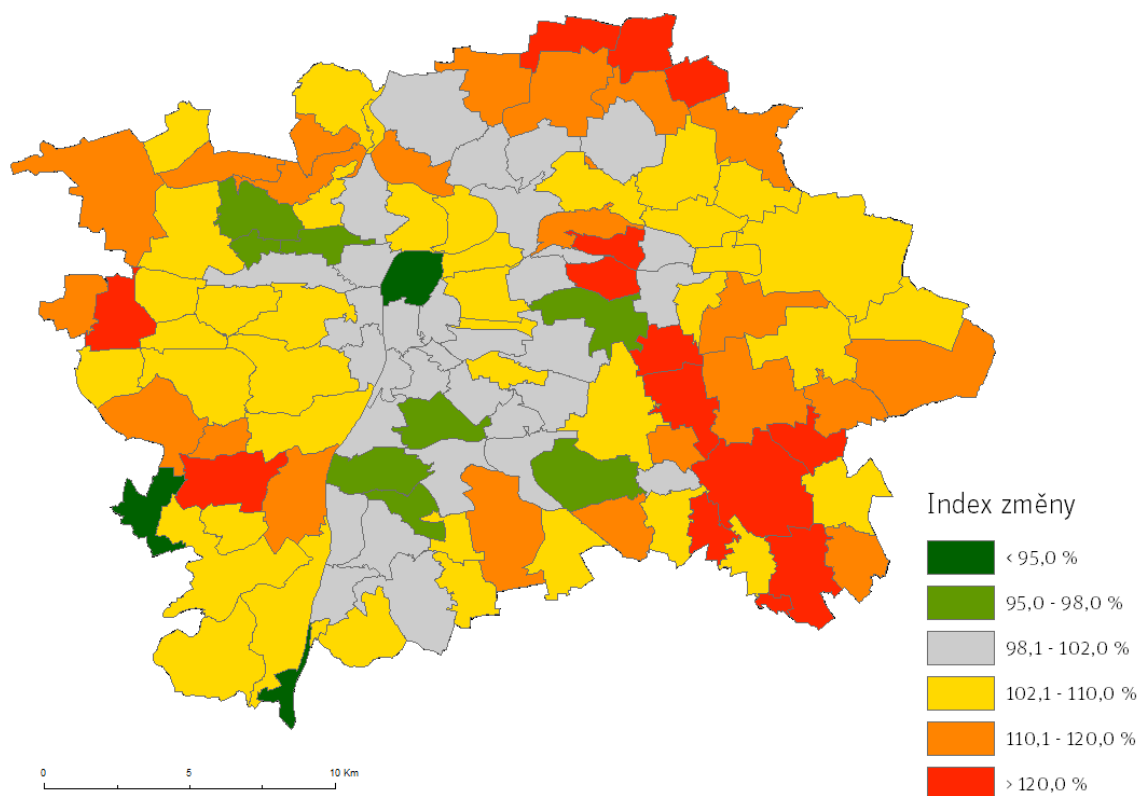 Index změny
< 95,0 %
95,0 - 98,0 %
98,1 - 102,0 %
102,1 - 110,0 %
110,1 - 120,0 %
> 120,0 %
0 5 10 Km